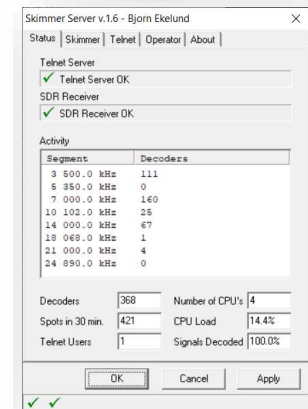 Skimmer Server v.1.6 - Bjorn Ekelund
Status Skimmer Telnet Operator About
Telnet Server
Telnet Server OK
SDR Receiver
SDR Receiver OK
Activity
Segment Decoders
3 500.0 kHz 111
5 350.0 kHz 0
7 000.0 kHz 160
10 102.0 kHz 25
14 000.0 kHz 67
18 068.0 kHz 1
21 000.0 kHz 4
24 890.0 kHz 0
Decoders 368 Number of CPU's 4
Spots in 30 min. 421 CPU Load 14.4%
Telnet Users 1 Signals Decoded 100.0%
OK Cancel Apply